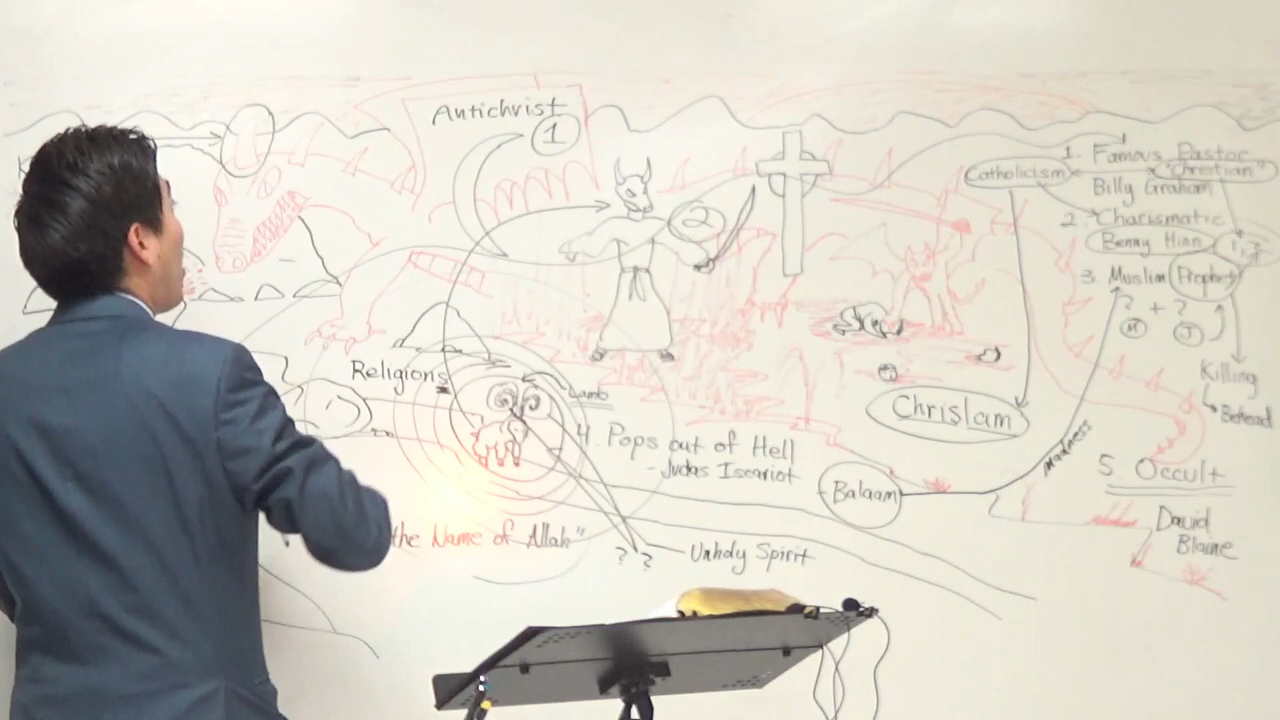 Antichrist
1
2
Catholicism
1. Famous Pastor
"Christian"
Billy Graham
2. Charismatic
Benny Hinn
3. Muslim Prophet
? + ?
M J
Killing
Behead
Religions
Lamb
Chrislam
4. Pops out of Hell
- Judas Iscariot
Balaam
Madness
5. Occult
David
Blaine
the Name of Allah"
? ?
Unholy Spirit